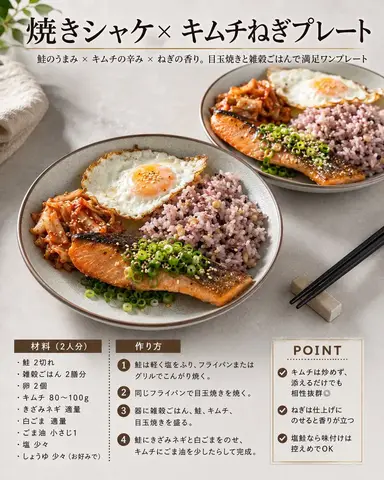 焼きシャケ×キムチねぎプレート
鮭のうまみ × キムチの辛み × ねぎの香り。目玉焼きと雑穀ごはんで満足ワンプレート
材料（2人分）
・鮭 2切れ
・雑穀ごはん 2膳分
・卵 2個
・キムチ 80〜100g
・きざみネギ 適量
・白ごま 適量
・ごま油 小さじ1
・塩 少々
・しょうゆ 少々（お好みで）
作り方
1 鮭は軽く塩をふり、フライパンまたは
グリルでこんがり焼く。
2 同じフライパンで目玉焼きを焼く。
3 器に雑穀ごはん、鮭、キムチ、
目玉焼きを盛る。
4 鮭にきざみネギと白ごまをのせ、
キムチにごま油を少したらして完成。
POINT
キムチは炒めず、
添えるだけでも
相性抜群◎
ねぎは仕上げに
のせると香りが立つ
塩鮭なら味付けは
控えめでOK